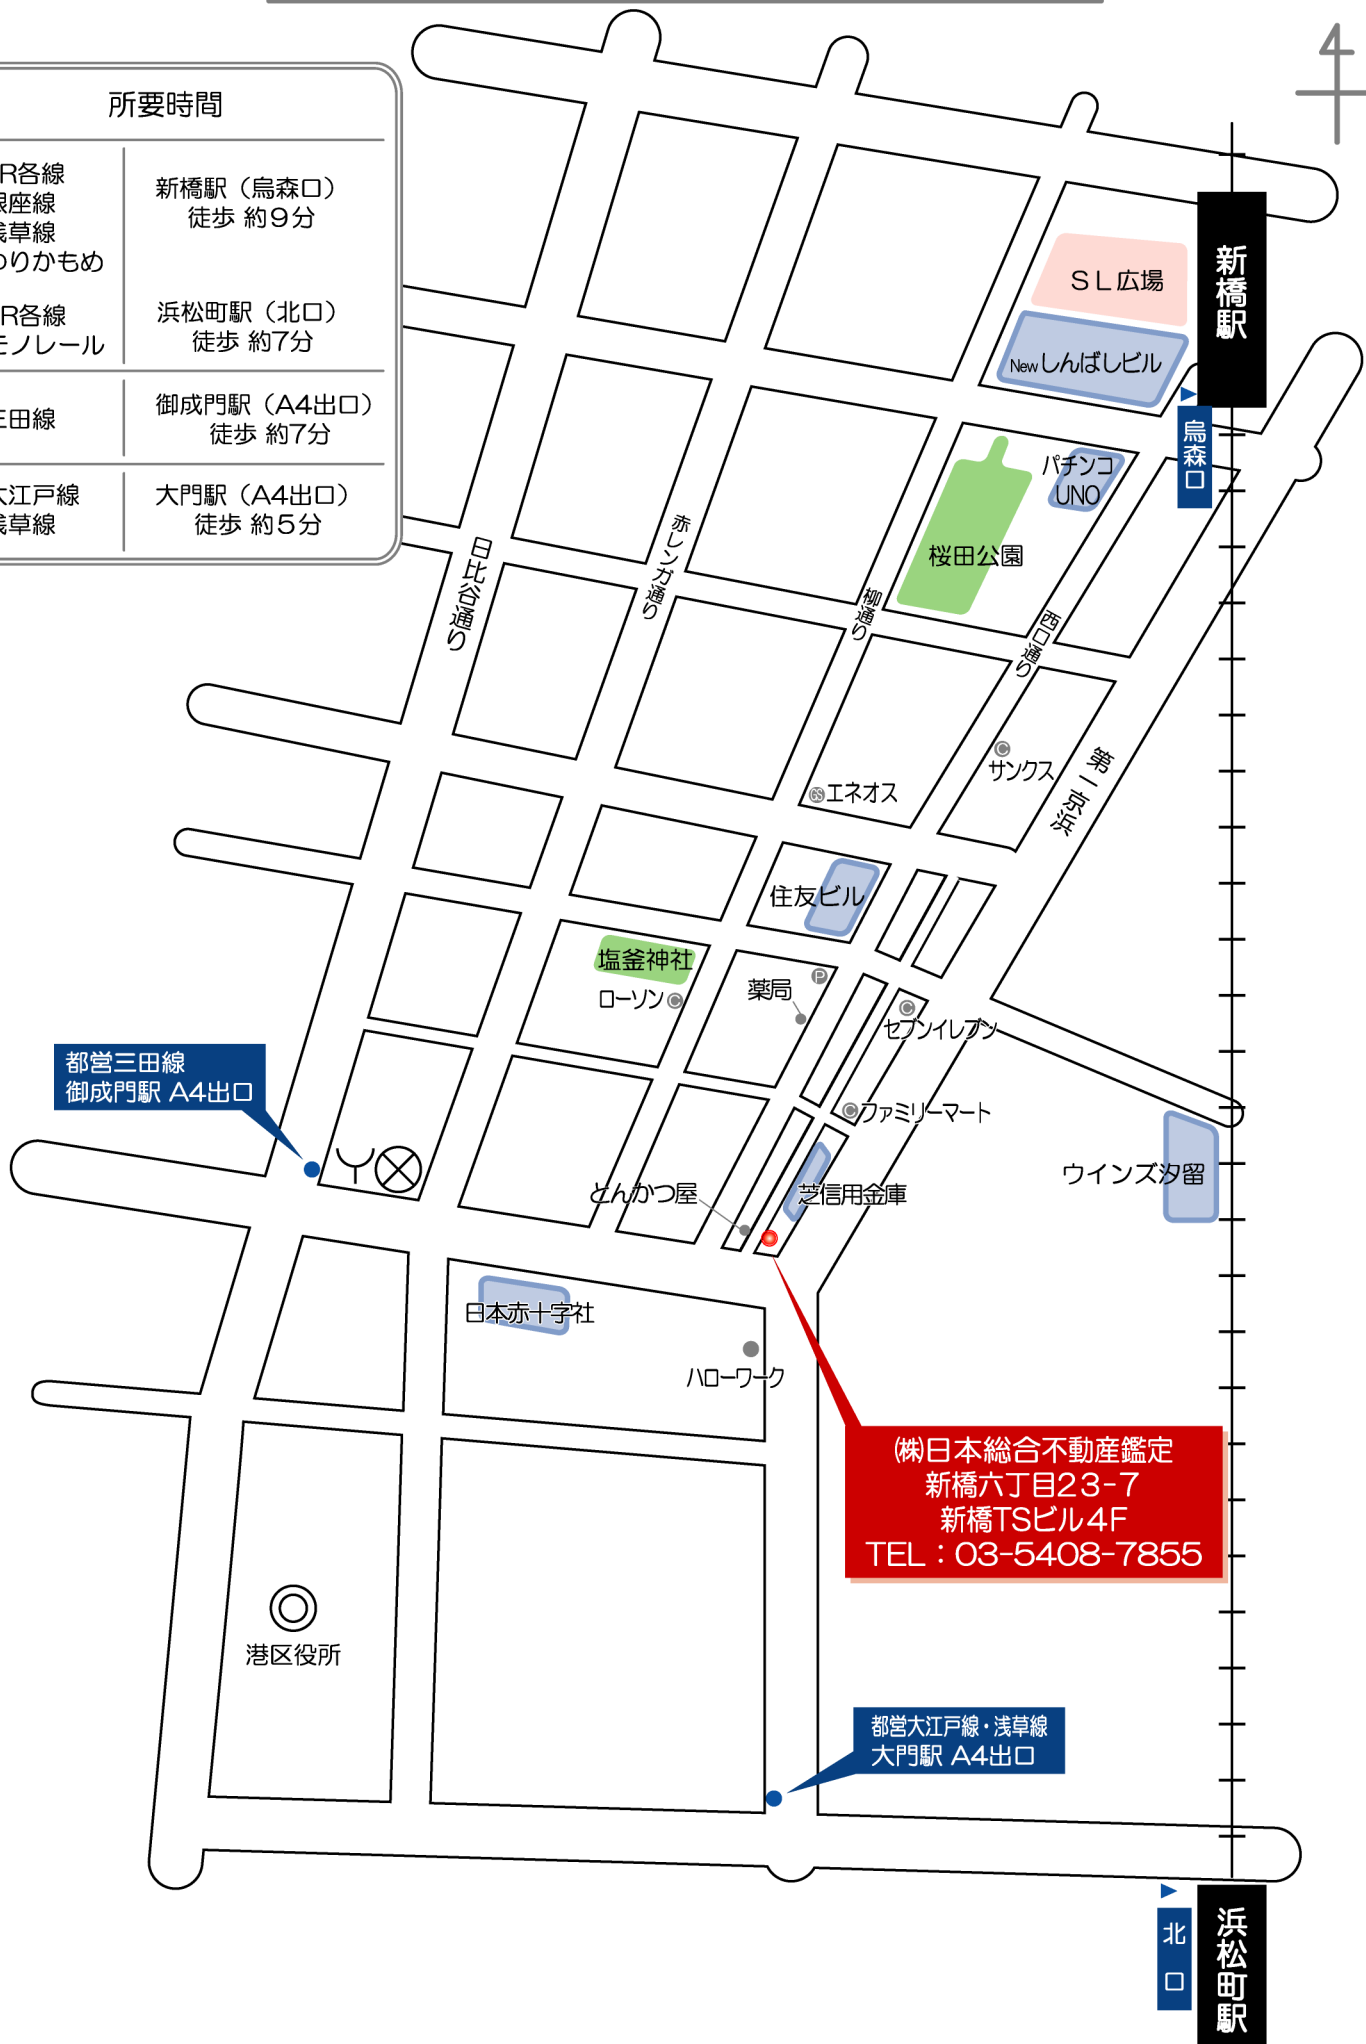 所要時間
R各線
銀座線
浅草線
ゆりかもめ
新橋駅（烏森口）
徒歩 約9分
R各線
モノレール
浜松町駅（北口）
徒歩 約7分
三田線
御成門駅（A4出口）
徒歩 約7分
大江戸線
浅草線
大門駅（A4出口）
徒歩 約5分
新橋駅
ＳＬ広場
Newしんばしビル
烏森口
パチンコ
UNO
桜田公園
日比谷通り
赤レンガ通り
柳通り
西口通り
第一京浜
サンクス
C
GS
エネオス
住友ビル
塩釜神社
ローソン
C
薬局
P
C
セブンイレブン
都営三田線
御成門駅 A4出口
C
ファミリーマート
ウインズ汐留
とんかつ屋
芝信用金庫
日本赤十字社
ハローワーク
㈱日本総合不動産鑑定
新橋六丁目23-7
新橋TSビル4F
TEL：03-5408-7855
港区役所
都営大江戸線・浅草線
大門駅 A4出口
北口
浜松町駅